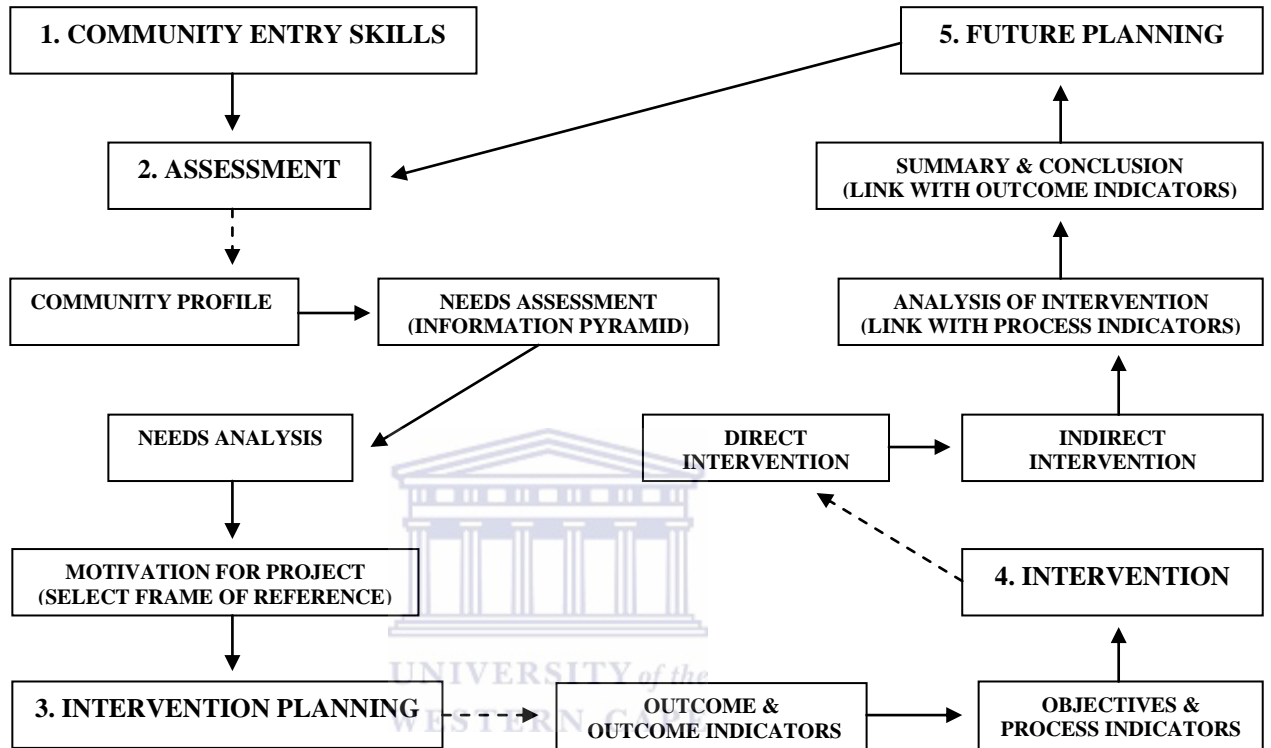 1. COMMUNITY ENTRY SKILLS
2. ASSESSMENT
COMMUNITY PROFILE
NEEDS ASSESSMENT
(INFORMATION PYRAMID)
NEEDS ANALYSIS
MOTIVATION FOR PROJECT
(SELECT FRAME OF REFERENCE)
3. INTERVENTION PLANNING
OUTCOME &
OUTCOME INDICATORS
OBJECTIVES &
PROCESS INDICATORS
4. INTERVENTION
DIRECT
INTERVENTION
INDIRECT
INTERVENTION
ANALYSIS OF INTERVENTION
(LINK WITH PROCESS INDICATORS)
SUMMARY & CONCLUSION
(LINK WITH OUTCOME INDICATORS)
5. FUTURE PLANNING
UNIVERSITY of the
WESTERN CAPE